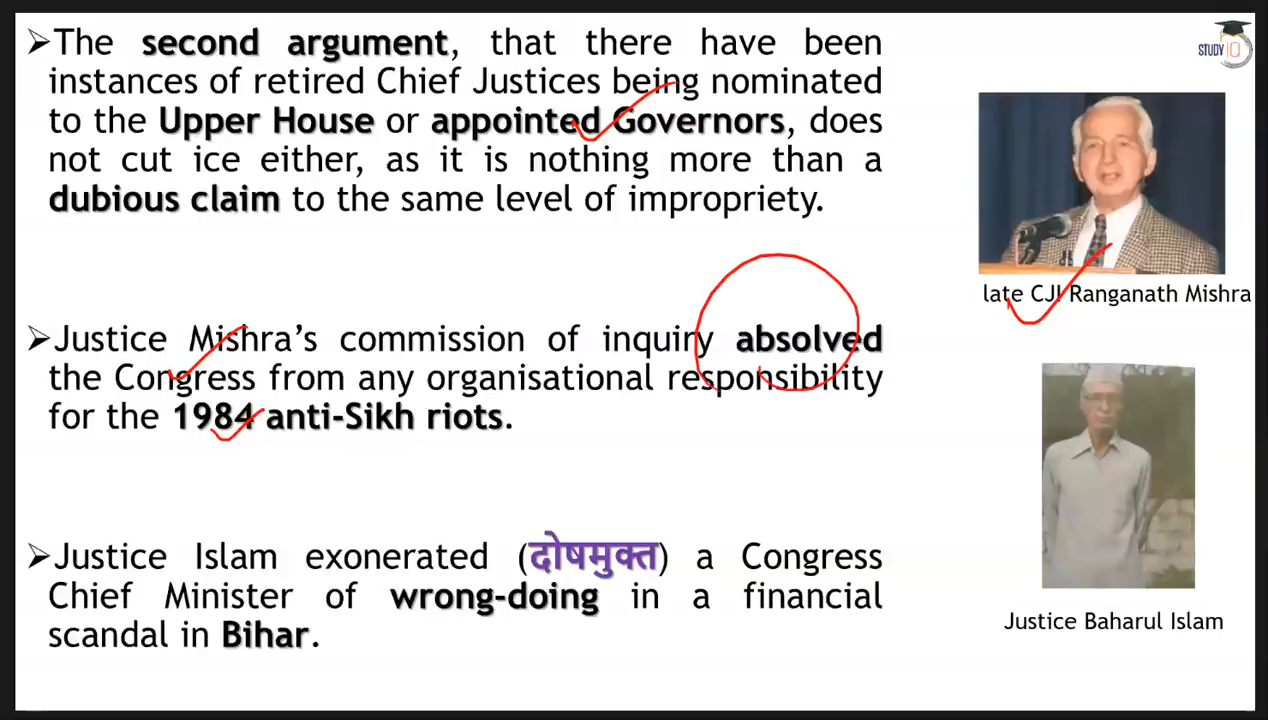 ➢The second argument, that there have been
instances of retired Chief Justices being nominated
to the Upper House or appointed Governors, does
not cut ice either, as it is nothing more than a
dubious claim to the same level of impropriety.
➢Justice Mishra's commission of inquiry absolved
the Congress from any organisational responsibility
for the 1984 anti-Sikh riots.
➢Justice Islam exonerated (दोषमुक्त) a Congress
Chief Minister of wrong-doing in a financial
scandal in Bihar.
STUDY IQ
late CJI Ranganath Mishra
Justice Baharul Islam